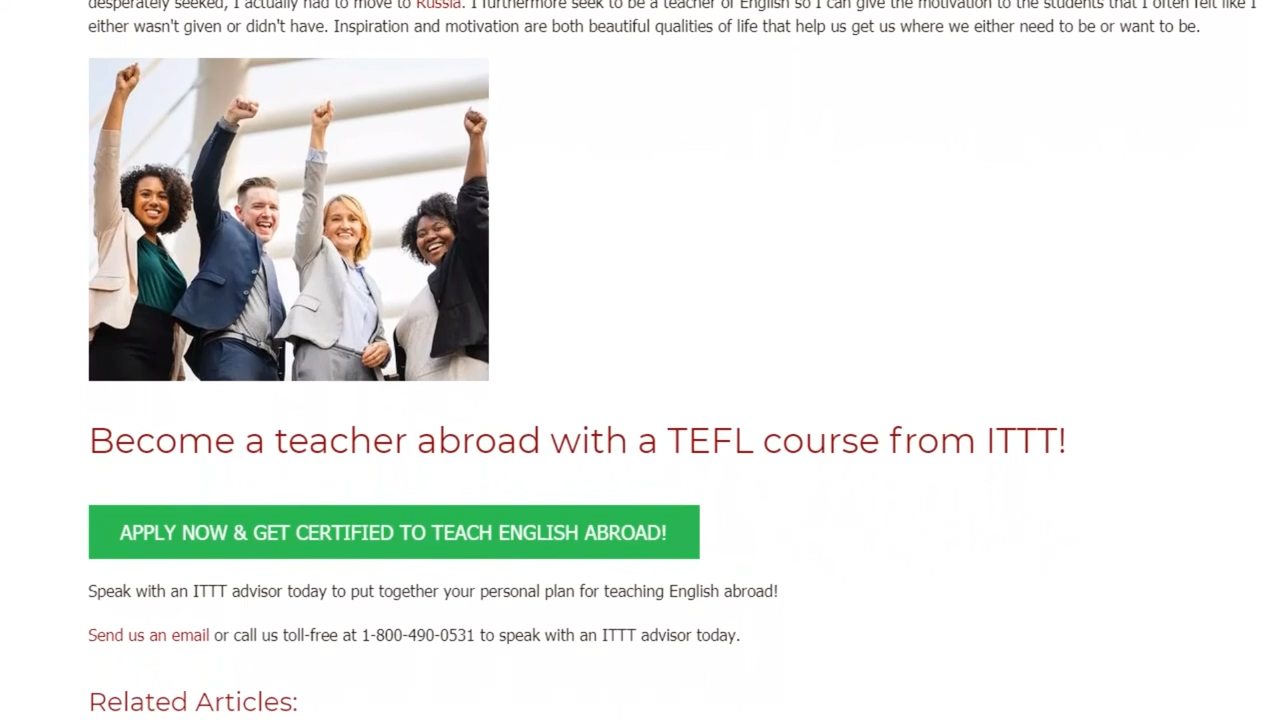 desperately seeked, I actually had to move to Russia. I furthermore seek to be a teacher of English so I can give the motivation to the students that I often felt like I
either wasn't given or didn't have. Inspiration and motivation are both beautiful qualities of life that help us get us where we either need to be or want to be.
Become a teacher abroad with a TEFL course from ITTT!
APPLY NOW & GET CERTIFIED TO TEACH ENGLISH ABROAD!
Speak with an ITTT advisor today to put together your personal plan for teaching English abroad!
Send us an email or call us toll-free at 1-800-490-0531 to speak with an ITTT advisor today.
Related Articles: